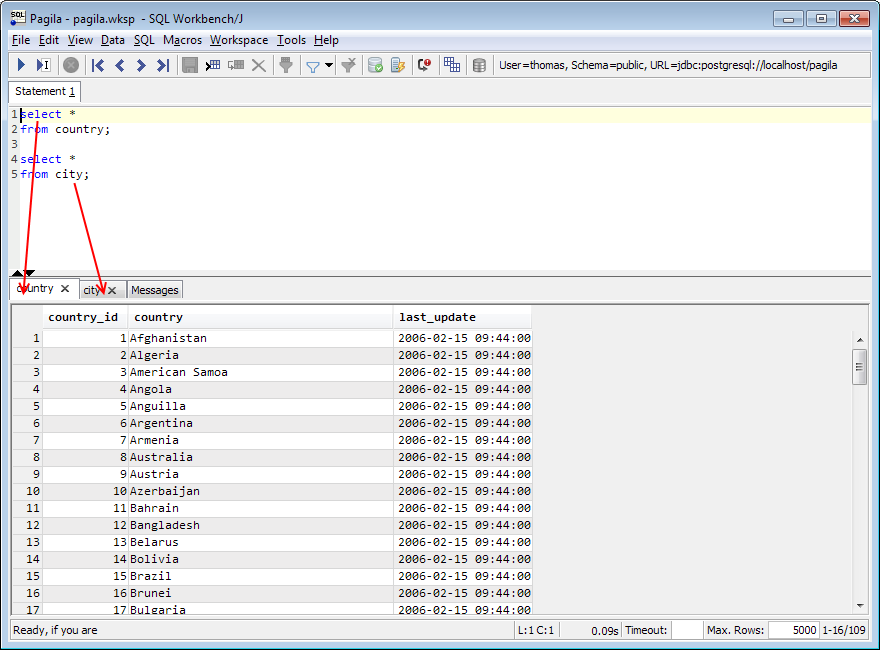 SQL Pagila - pagila.wksp - SQL Workbench/J
File Edit View Data SQL Macros Workspace Tools Help
User=thomas, Schema=public, URL=jdbc:postgresql://localhost/pagila
Statement 1
1 select *
2 from country;
3
4 select *
5 from city;
country city Messages
country_id country last_update
1 1 Afghanistan 2006-02-15 09:44:00
2 2 Algeria 2006-02-15 09:44:00
3 3 American Samoa 2006-02-15 09:44:00
4 4 Angola 2006-02-15 09:44:00
5 5 Anguilla 2006-02-15 09:44:00
6 6 Argentina 2006-02-15 09:44:00
7 7 Armenia 2006-02-15 09:44:00
8 8 Australia 2006-02-15 09:44:00
9 9 Austria 2006-02-15 09:44:00
10 10 Azerbaijan 2006-02-15 09:44:00
11 11 Bahrain 2006-02-15 09:44:00
12 12 Bangladesh 2006-02-15 09:44:00
13 13 Belarus 2006-02-15 09:44:00
14 14 Bolivia 2006-02-15 09:44:00
15 15 Brazil 2006-02-15 09:44:00
16 16 Brunei 2006-02-15 09:44:00
17 17 Bulgaria 2006-02-15 09:44:00
Ready, if you are L:1 C:1 0.09s Timeout: Max. Rows: 5000 1-16/109